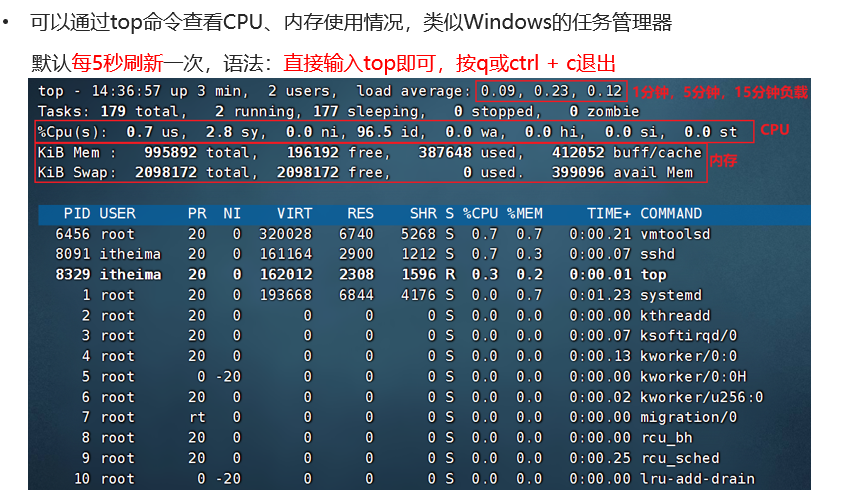 • 可以通过top命令查看CPU、内存使用情况，类似Windows的任务管理器
默认每5秒刷新一次，语法：直接输入top即可，按q或ctrl + c退出
top - 14:36:57 up 3 min,  2 users,  load average: 0.09, 0.23, 0.12 1分钟，5分钟，15分钟负载
Tasks: 179 total,   2 running, 177 sleeping,   0 stopped,   0 zombie
%Cpu(s):  0.7 us,  2.8 sy,  0.0 ni, 96.5 id,  0.0 wa,  0.0 hi,  0.0 si,  0.0 st CPU
KiB Mem :   995892 total,   196192 free,   387648 used,   412052 buff/cache 内存
KiB Swap:  2098172 total,  2098172 free,        0 used.   399096 avail Mem
PID USER      PR  NI    VIRT    RES    SHR S %CPU %MEM     TIME+ COMMAND
6456 root      20   0  320028   6740   5268 S  0.7  0.7   0:00.21 vmtoolsd
8091 itheima   20   0  161164   2900   1212 S  0.7  0.3   0:00.07 sshd
8329 itheima   20   0  162012   2308   1596 R  0.3  0.2   0:00.01 top
1 root      20   0  193668   6844   4176 S  0.0  0.7   0:01.23 systemd
2 root      20   0       0      0      0 S  0.0  0.0   0:00.00 kthreadd
3 root      20   0       0      0      0 S  0.0  0.0   0:00.07 ksoftirqd/0
4 root      20   0       0      0      0 S  0.0  0.0   0:00.13 kworker/0:0
5 root       0 -20       0      0      0 S  0.0  0.0   0:00.00 kworker/0:0H
6 root      20   0       0      0      0 S  0.0  0.0   0:00.02 kworker/u256:0
7 root      rt   0       0      0      0 S  0.0  0.0   0:00.00 migration/0
8 root      20   0       0      0      0 S  0.0  0.0   0:00.00 rcu_bh
9 root      20   0       0      0      0 S  0.0  0.0   0:00.25 rcu_sched
10 root       0 -20       0      0      0 S  0.0  0.0   0:00.00 lru-add-drain